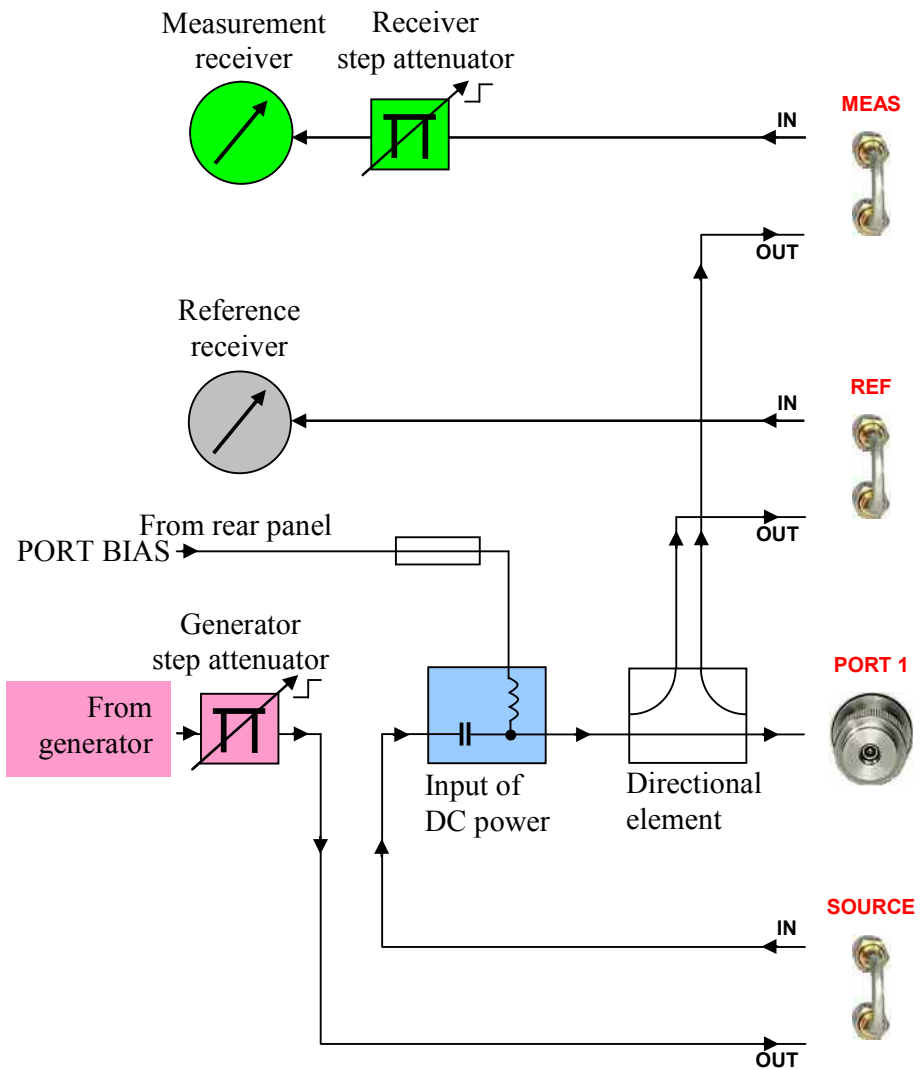 Measurement
receiver
Receiver
step attenuator
MEAS
IN
OUT
Reference
receiver
REF
IN
OUT
From rear panel
PORT BIAS
Generator
step attenuator
PORT 1
From
generator
Input of
DC power
Directional
element
SOURCE
IN
OUT